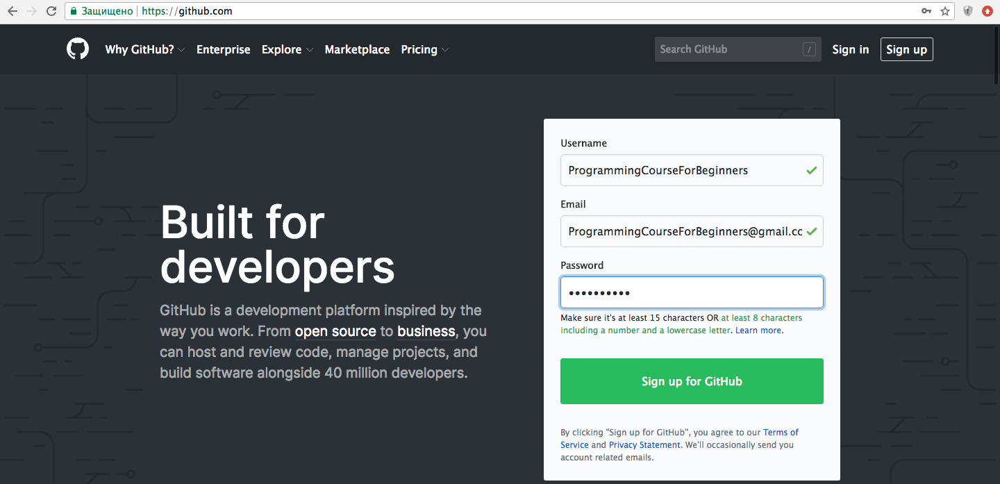 Защищено https://github.com
Why GitHub? Enterprise Explore Marketplace Pricing Search GitHub / Sign in Sign up
Built for
developers
GitHub is a development platform inspired by the
way you work. From open source to business, you
can host and review code, manage projects, and
build software alongside 40 million developers.
Username
ProgrammingCourseForBeginners
Email
ProgrammingCourseForBeginners@gmail.cc
Password
••••••••••
Make sure it's at least 15 characters OR at least 8 characters
including a number and a lowercase letter. Learn more.
Sign up for GitHub
By clicking “Sign up for GitHub”, you agree to our Terms of
Service and Privacy Statement. We'll occasionally send you
account related emails.